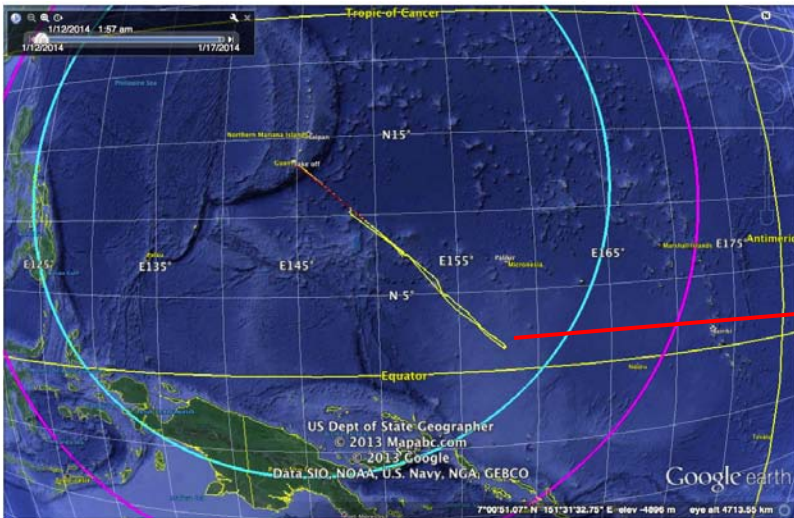 1/12/2014 1:57 am
1/12/2014 1/17/2014
Tropic of Cancer
N
Philippine Sea
Northern Mariana Islands
Saipan
N15°
Guam
take off
E175°
Antimeri
Marshall Islands
E165°
E155°
Micronesia
E145°
E135°
E125°
N 5°
Equator
Nauru
US Dept of State Geographer
© 2013 Mapabc.com
© 2013 Google
Data SIO, NOAA, U.S. Navy, NGA, GEBCO
Google earth
7°00'51.07" N 151°31'32.75" E elev -4896 m eye alt 4713.55 km